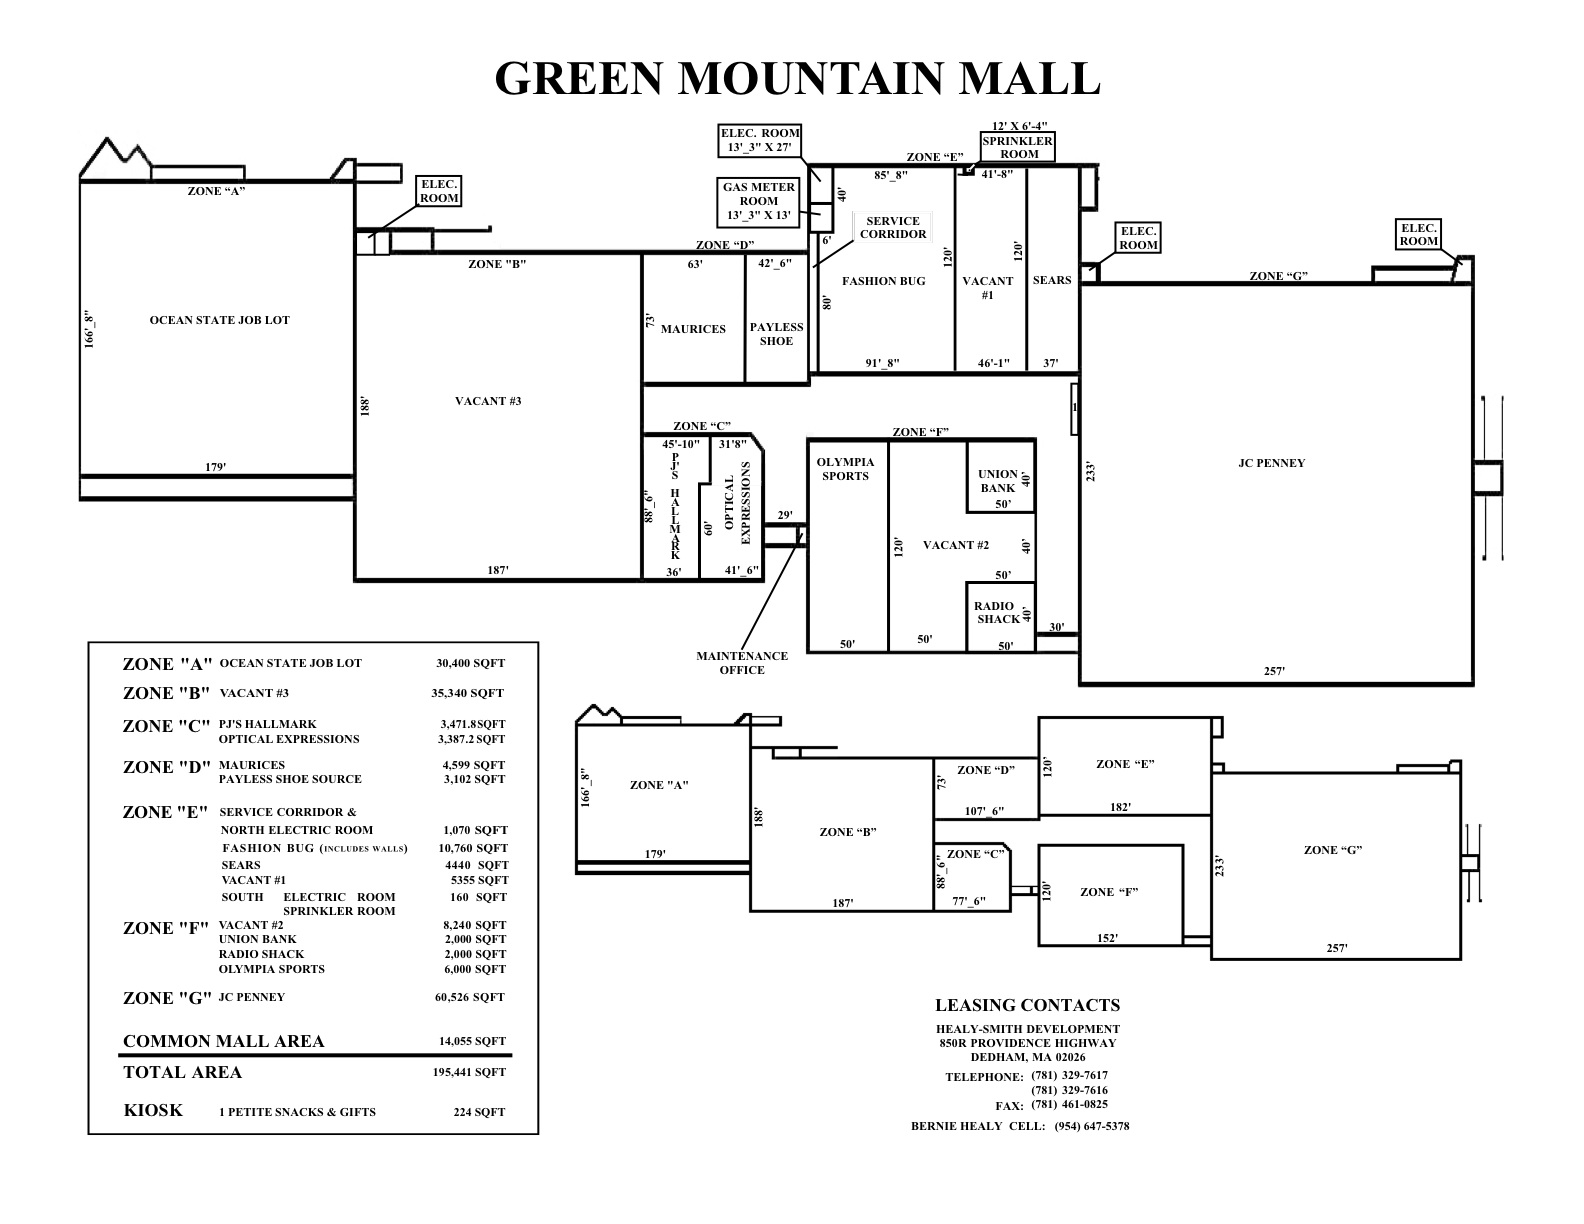 GREEN MOUNTAIN MALL
ELEC. ROOM
13'_3" X 27'
12' X 6'-4"
SPRINKLER
ROOM
ZONE “E”
ZONE “A”
ELEC.
ROOM
GAS METER
ROOM
13'_3" X 13'
40'
85'_8"
41'-8"
SERVICE
CORRIDOR
6'
ELEC.
ROOM
ELEC.
ROOM
ZONE “D”
ZONE "B"
63'
42'_6"
120'
120'
ZONE “G”
FASHION BUG
VACANT
#1
SEARS
80'
166'_8"
OCEAN STATE JOB LOT
73'
MAURICES
PAYLESS
SHOE
91'_8"
46'-1"
37'
188'
VACANT #3
1
ZONE “C”
ZONE “F”
45'-10"
31'8"
PJ'S HALLMARK
88'_6"
60'
OPTICAL
EXPRESSIONS
OLYMPIA
SPORTS
UNION
BANK
40'
50'
JC PENNEY
233'
179'
29'
120'
VACANT #2
40'
187'
36'
41'_6"
50'
RADIO
SHACK
40'
50'
50'
50'
30'
MAINTENANCE
OFFICE
257'
ZONE "A" OCEAN STATE JOB LOT 30,400 SQFT
ZONE "B" VACANT #3 35,340 SQFT
ZONE "C" PJ'S HALLMARK 3,471.8SQFT
OPTICAL EXPRESSIONS 3,387.2 SQFT
ZONE "D" MAURICES 4,599 SQFT
PAYLESS SHOE SOURCE 3,102 SQFT
ZONE "E" SERVICE CORRIDOR &
NORTH ELECTRIC ROOM 1,070 SQFT
FASHION BUG (INCLUDES WALLS) 10,760 SQFT
SEARS 4440 SQFT
VACANT #1 5355 SQFT
SOUTH ELECTRIC ROOM 160 SQFT
SPRINKLER ROOM
ZONE "F" VACANT #2 8,240 SQFT
UNION BANK 2,000 SQFT
RADIO SHACK 2,000 SQFT
OLYMPIA SPORTS 6,000 SQFT
ZONE "G" JC PENNEY 60,526 SQFT
COMMON MALL AREA 14,055 SQFT
TOTAL AREA 195,441 SQFT
KIOSK 1 PETITE SNACKS & GIFTS 224 SQFT
166'_8"
ZONE "A"
179'
188'
ZONE “B”
187'
73'
ZONE “D”
107'_6"
88'_6"
ZONE “C”
77'_6"
120'
ZONE “E”
182'
120'
ZONE “F”
152'
233'
ZONE “G”
257'
LEASING CONTACTS
HEALY-SMITH DEVELOPMENT
850R PROVIDENCE HIGHWAY
DEDHAM, MA 02026
TELEPHONE: (781) 329-7617
(781) 329-7616
FAX: (781) 461-0825
BERNIE HEALY CELL: (954) 647-5378